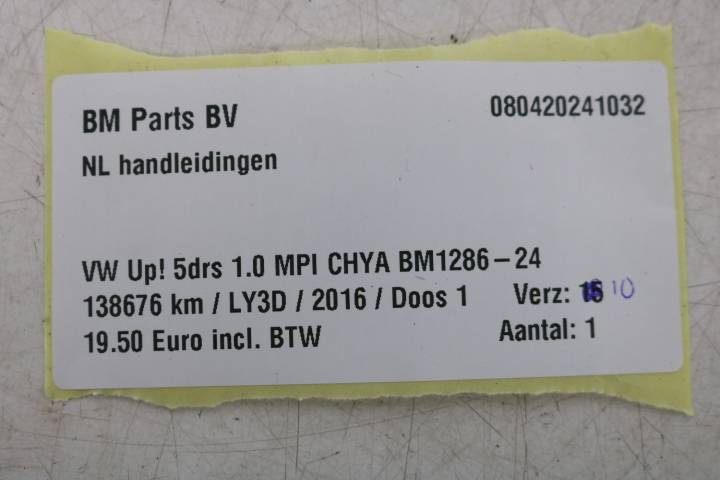 BM Parts BV 080420241032
NL handleidingen
VW Up! 5drs 1.0 MPI CHYA BM1286-24
138676 km / LY3D / 2016 / Doos 1 Verz: 10
19.50 Euro incl. BTW Aantal: 1